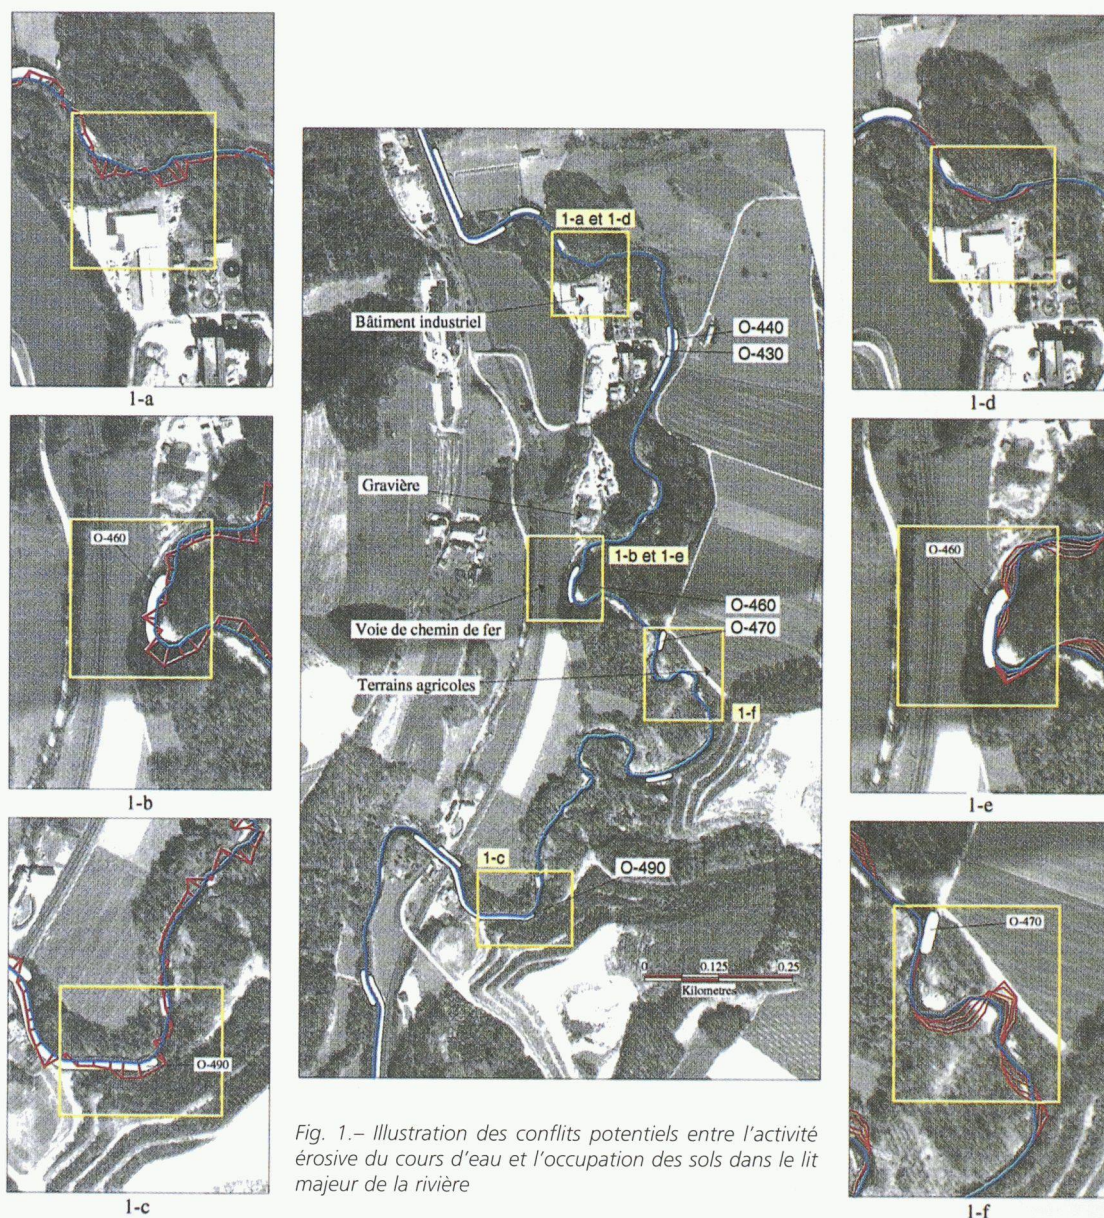 1-a
O-460
1-b
O-490
1-c
1-a et 1-d
Bâtiment industriel
O-440
O-430
Gravière
1-b et 1-e
O-460
Voie de chemin de fer
O-470
Terrains agricoles
1-f
1-c
O-490
0 0.125 0.25
Kilometres
Fig. 1.– Illustration des conflits potentiels entre l'activité
érosive du cours d'eau et l'occupation des sols dans le lit
majeur de la rivière
1-d
O-460
1-e
O-470
1-f